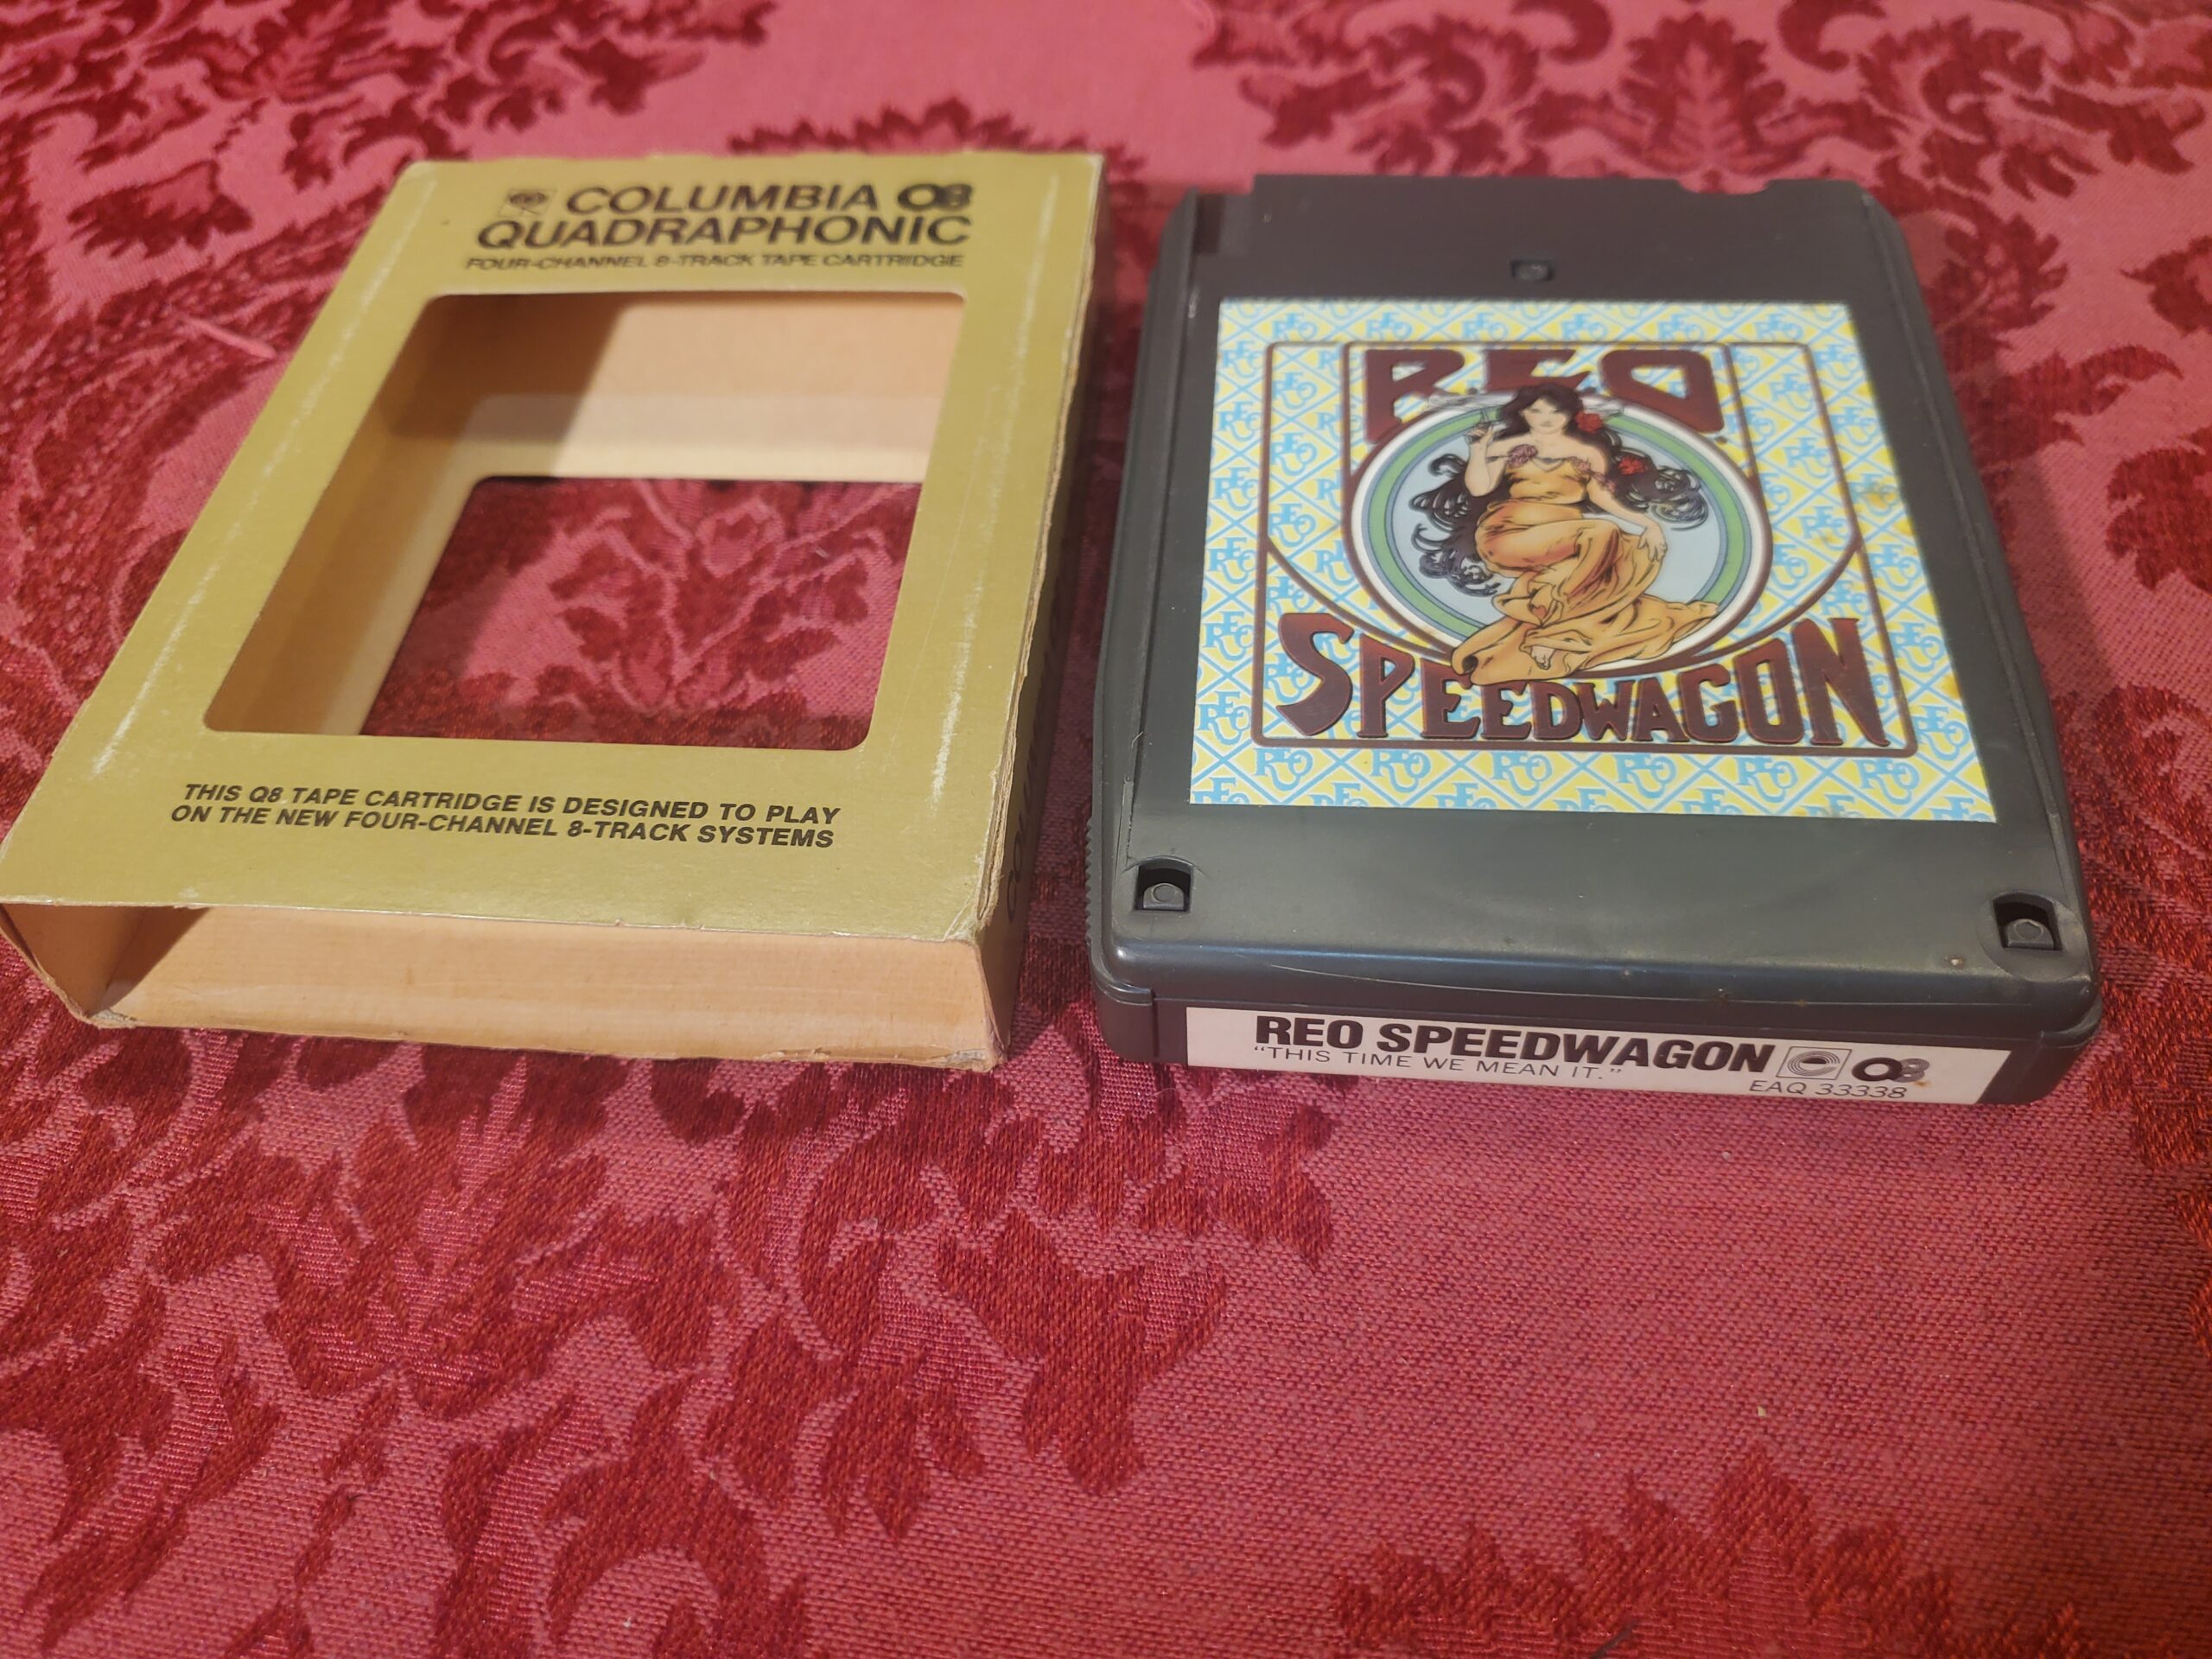 COLUMBIA Q8
QUADRAPHONIC
FOUR-CHANNEL 8-TRACK TAPE CARTRIDGE
THIS Q8 TAPE CARTRIDGE IS DESIGNED TO PLAY
ON THE NEW FOUR-CHANNEL 8-TRACK SYSTEMS
REO
SPEEDWAGON
REO SPEEDWAGON e Q8
“THIS TIME WE MEAN IT.”
EAQ 33338